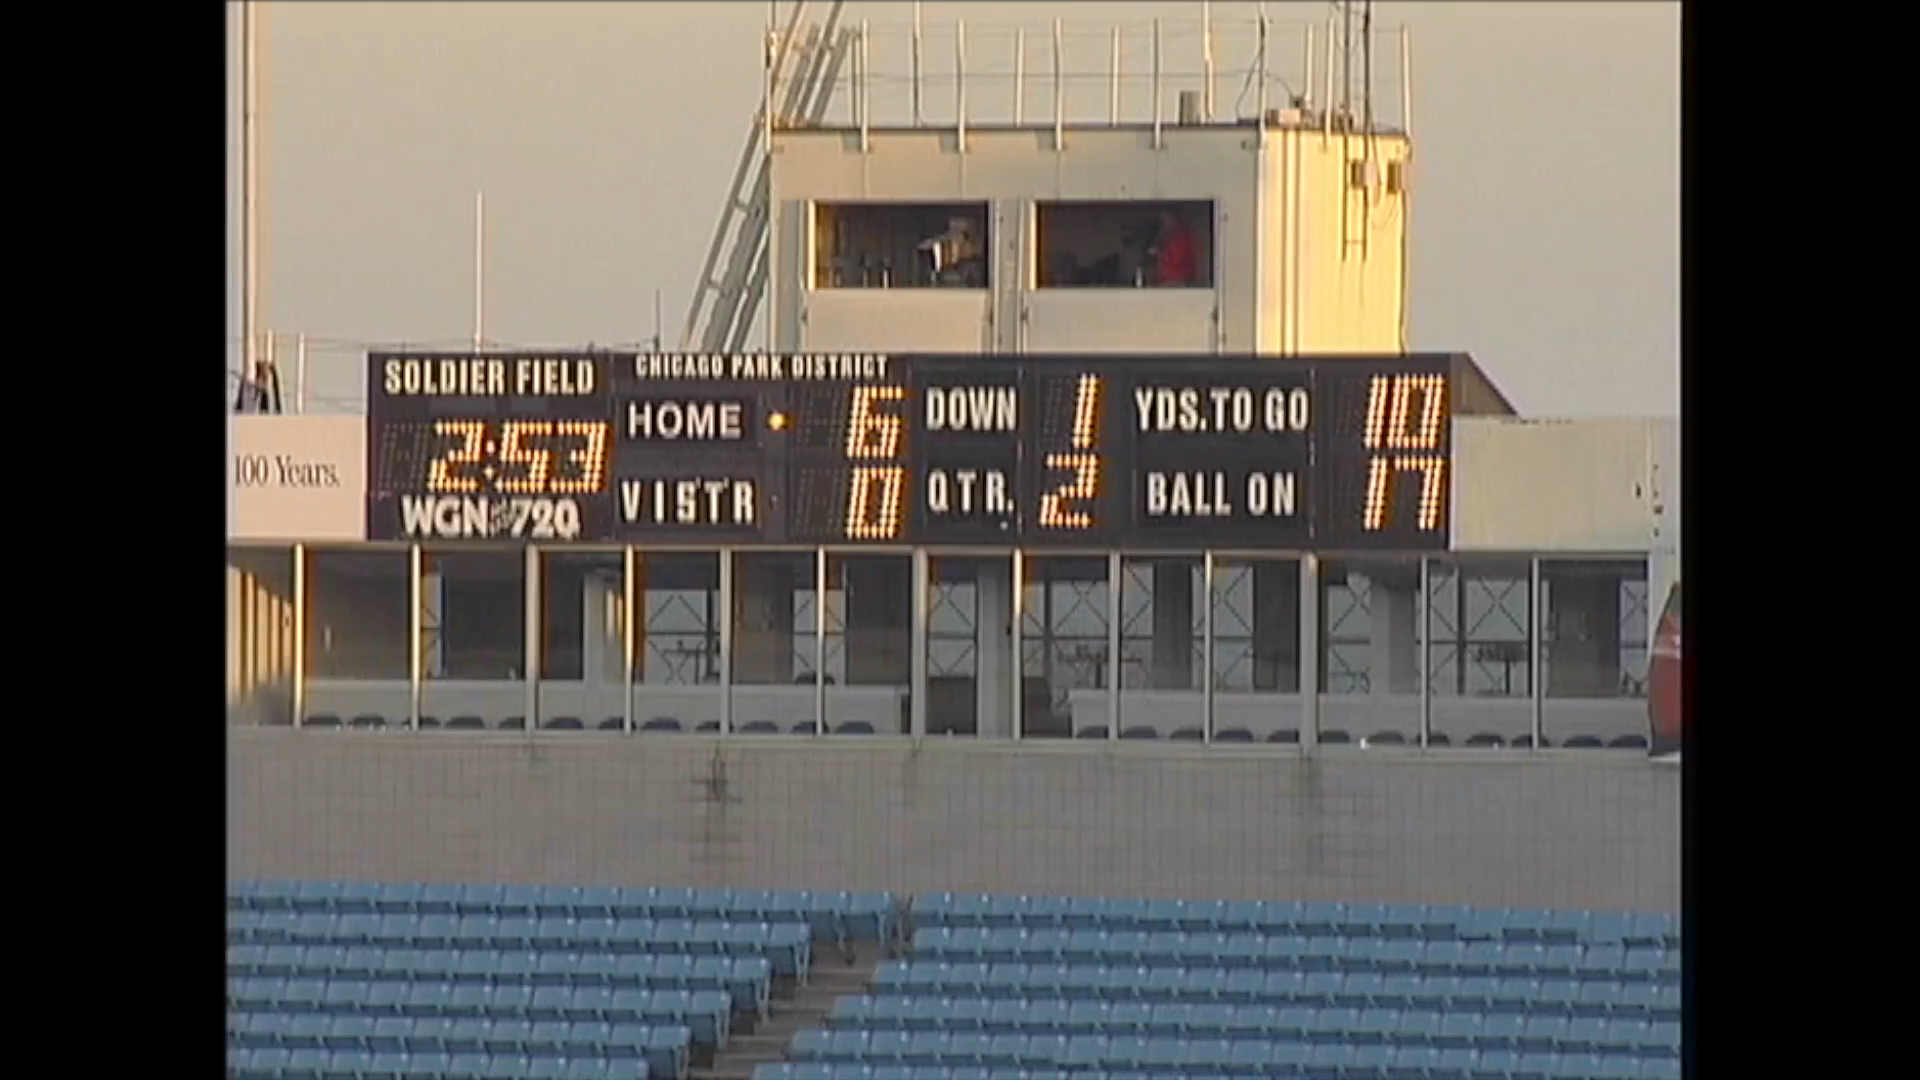 SOLDIER FIELD
2:53
WGN 720
100 Years.
CHICAGO PARK DISTRICT
HOME 6
VISTR 0
DOWN 1
QTR. 2
YDS.TO GO 10
BALL ON 17